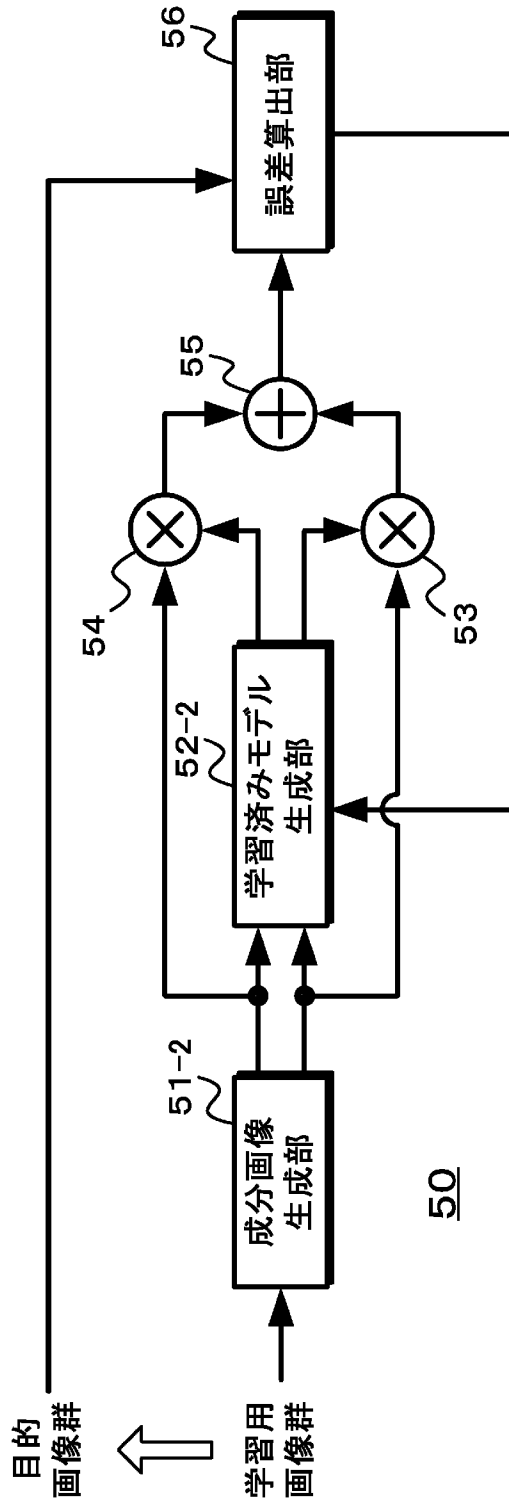 目的
画像群
学習用
画像群
成分画像
生成部
51-2
学習済みモデル
生成部
52-2
54
53
55
誤差算出部
56
50